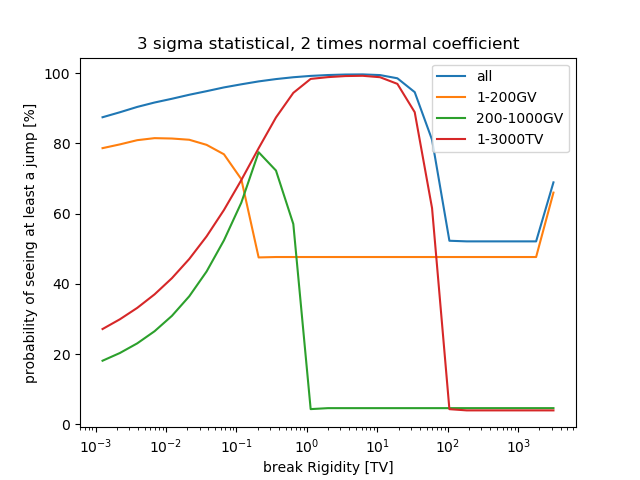 3 sigma statistical, 2 times normal coefficient
probability of seeing at least a jump [%]
100
80
60
40
20
0
all
1-200GV
200-1000GV
1-3000TV
10⁻³
10⁻²
10⁻¹
10⁰
10¹
10²
10³
break Rigidity [TV]